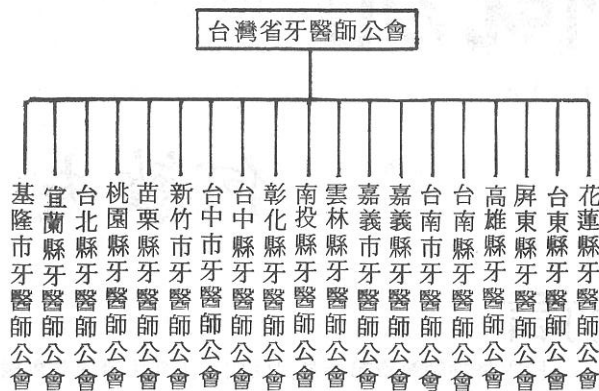 台灣省牙醫師公會
基隆市牙醫師公會
宜蘭縣牙醫師公會
台北縣牙醫師公會
桃園縣牙醫師公會
苗栗縣牙醫師公會
新竹市牙醫師公會
台中市牙醫師公會
台中縣牙醫師公會
彰化縣牙醫師公會
南投縣牙醫師公會
雲林縣牙醫師公會
嘉義市牙醫師公會
嘉義縣牙醫師公會
台南市牙醫師公會
台南縣牙醫師公會
高雄縣牙醫師公會
屏東縣牙醫師公會
台東縣牙醫師公會
花蓮縣牙醫師公會